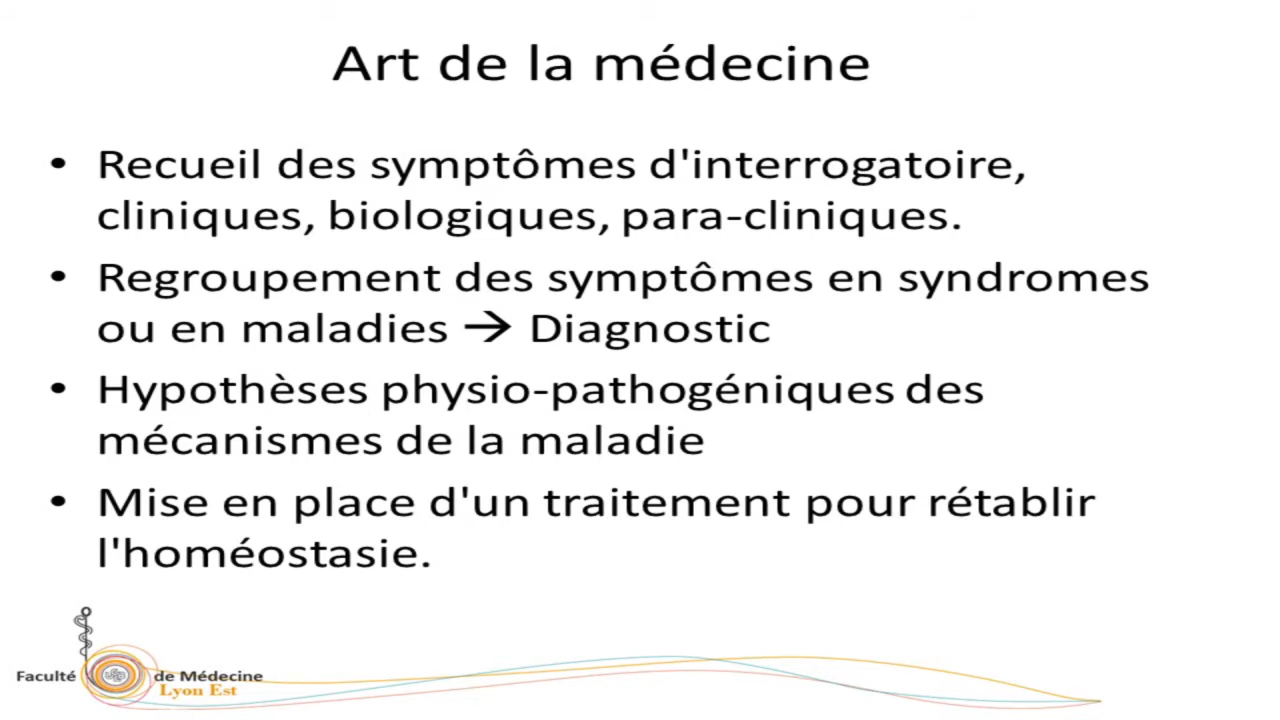 Art de la médecine
• Recueil des symptômes d'interrogatoire,
cliniques, biologiques, para-cliniques.
• Regroupement des symptômes en syndromes
ou en maladies → Diagnostic
• Hypothèses physio-pathogéniques des
mécanismes de la maladie
• Mise en place d'un traitement pour rétablir
l'homéostasie.
Faculté de Médecine
Lyon Est